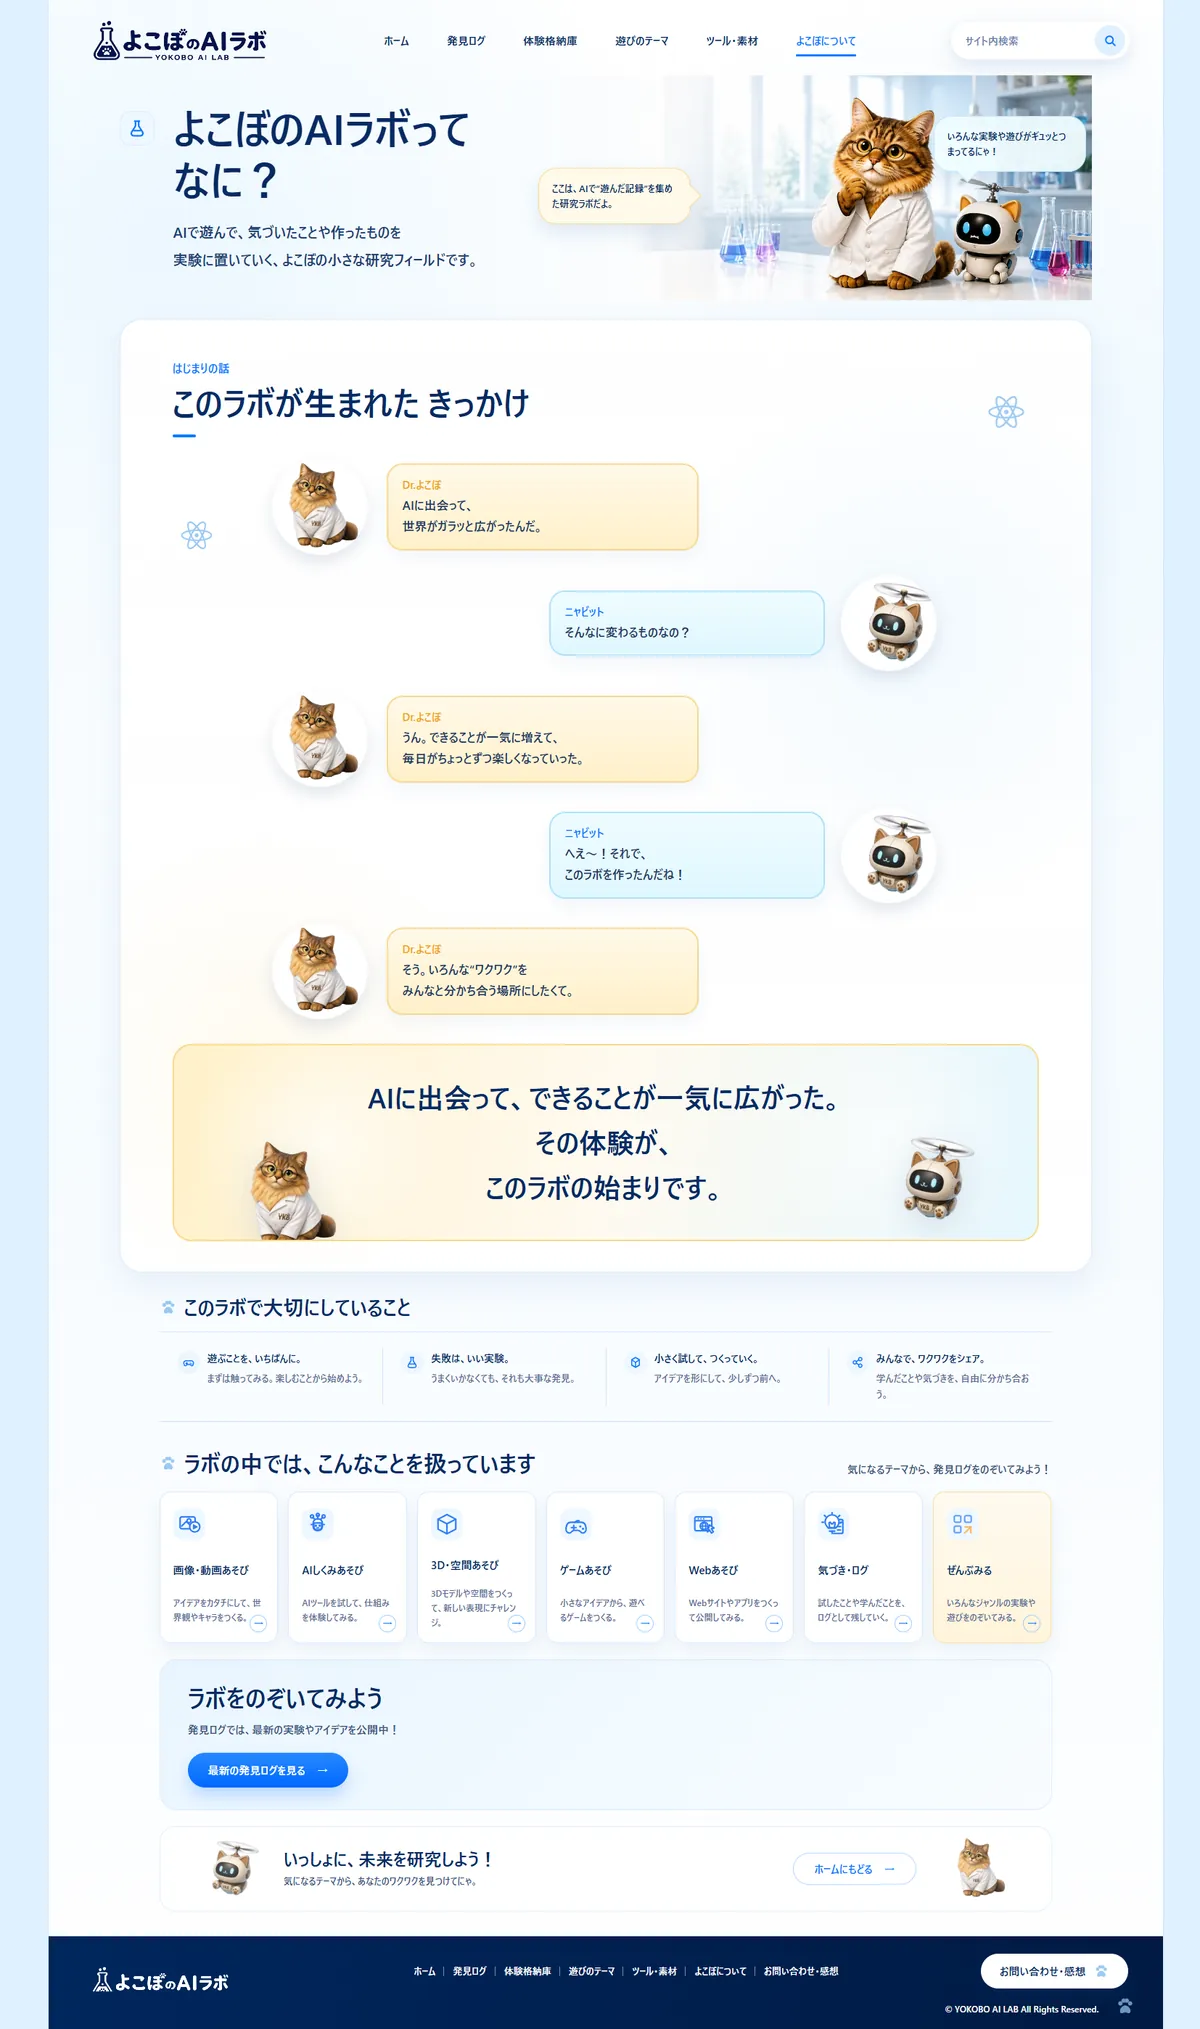 よこぽのAIラボ
YOKOBO AI LAB
ホーム
発見ログ
体験格納庫
遊びのテーマ
ツール・素材
よこぽについて
サイト内検索
よこぽのAIラボって
なに？
AIで遊んで、気づいたことや作ったものを
実験に置いていく、よこぽの小さな研究フィールドです。
ここは、AIで“遊んだ記録”を集め
た研究ラボだよ。
いろんな実験や遊びがギュッとつ
まってるにゃ！
はじまりの話
このラボが生まれた きっかけ
Dr.よこぽ
AIに出会って、
世界がガラッと広がったんだ。
YKB
ニャビット
そんなに変わるものなの？
YKB
Dr.よこぽ
うん。できることが一気に増えて、
毎日がちょっとずつ楽しくなっていった。
YKB
ニャビット
へえ〜！それで、
このラボを作ったんだね！
YKB
Dr.よこぽ
そう。いろんな“ワクワク”を
みんなと分かち合う場所にしたくて。
YKB
AIに出会って、できることが一気に広がった。
その体験が、
このラボの始まりです。
YKB
YKB
このラボで大切にしていること
遊ぶことを、いちばんに。
まずは触ってみる。楽しむことから始めよう。
失敗は、いい実験。
うまくいかなくても、それも大事な発見。
小さく試して、つくっていく。
アイデアを形にして、少しずつ前へ。
みんなで、ワクワクをシェア。
学んだことや気づきを、自由に分かち合お
う。
ラボの中では、こんなことを扱っています
気になるテーマから、発見ログをのぞいてみよう！
画像・動画あそび
アイデアをカタチにして、世
界観やキャラをつくる。
AIしくみあそび
AIツールを試して、仕組み
を体験してみる。
3D・空間あそび
3Dモデルや空間をつくっ
て、新しい表現にチャレン
ジ。
ゲームあそび
小さなアイデアから、遊べ
るゲームをつくる。
Webあそび
Webサイトやアプリをつくっ
て公開してみる。
気づき・ログ
試したことや学んだことを、
ログとして残していく。
ぜんぶみる
いろんなジャンルの実験や
遊びをのぞいてみる。
ラボをのぞいてみよう
発見ログでは、最新の実験やアイデアを公開中！
最新の発見ログを見る →
いっしょに、未来を研究しよう！
気になるテーマから、あなたのワクワクを見つけてにゃ。
ホームにもどる →
よこぽのAIラボ
ホーム | 発見ログ | 体験格納庫 | 遊びのテーマ | ツール・素材 | よこぽについて | お問い合わせ・感想
お問い合わせ・感想
© YOKOBO AI LAB All Rights Reserved.